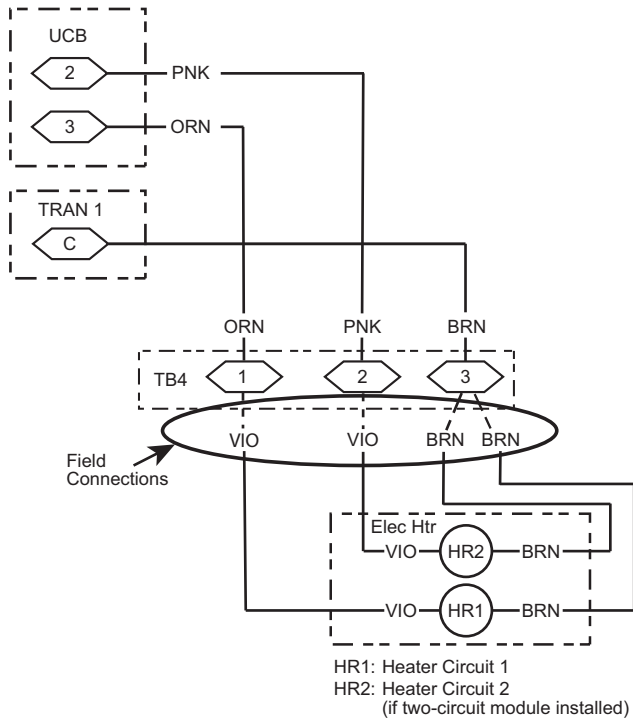 UCB
2
PNK
3
ORN
TRAN 1
C
ORN
PNK
BRN
TB4
1
2
3
VIO
VIO
BRN
BRN
Field
Connections
Elec Htr
VIO
HR2
BRN
VIO
HR1
BRN
HR1: Heater Circuit 1
HR2: Heater Circuit 2
(if two-circuit module installed)